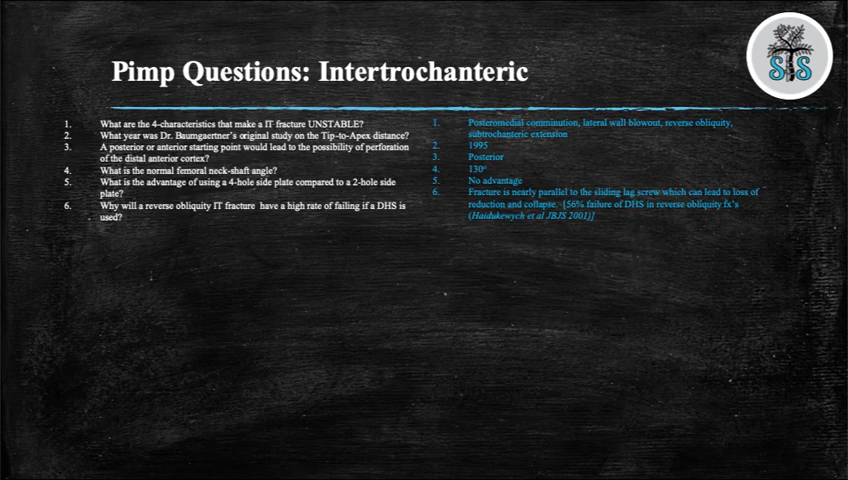 Pimp Questions: Intertrochanteric
STS
1. What are the 4-characteristics that make a IT fracture UNSTABLE?
2. What year was Dr. Baumgaertner's original study on the Tip-to-Apex distance?
3. A posterior or anterior starting point would lead to the possibility of perforation
of the distal anterior cortex?
4. What is the normal femoral neck-shaft angle?
5. What is the advantage of using a 4-hole side plate compared to a 2-hole side
plate?
6. Why will a reverse obliquity IT fracture have a high rate of failing if a DHS is
used?
1. Posteromedial comminution, lateral wall blowout, reverse obliquity,
subtrochanteric extension
2. 1995
3. Posterior
4. 130°
5. No advantage
6. Fracture is nearly parallel to the sliding lag screw which can lead to loss of
reduction and collapse. [56% failure of DHS in reverse obliquity fx's
(Haidukewych et al JBJS 2001)]